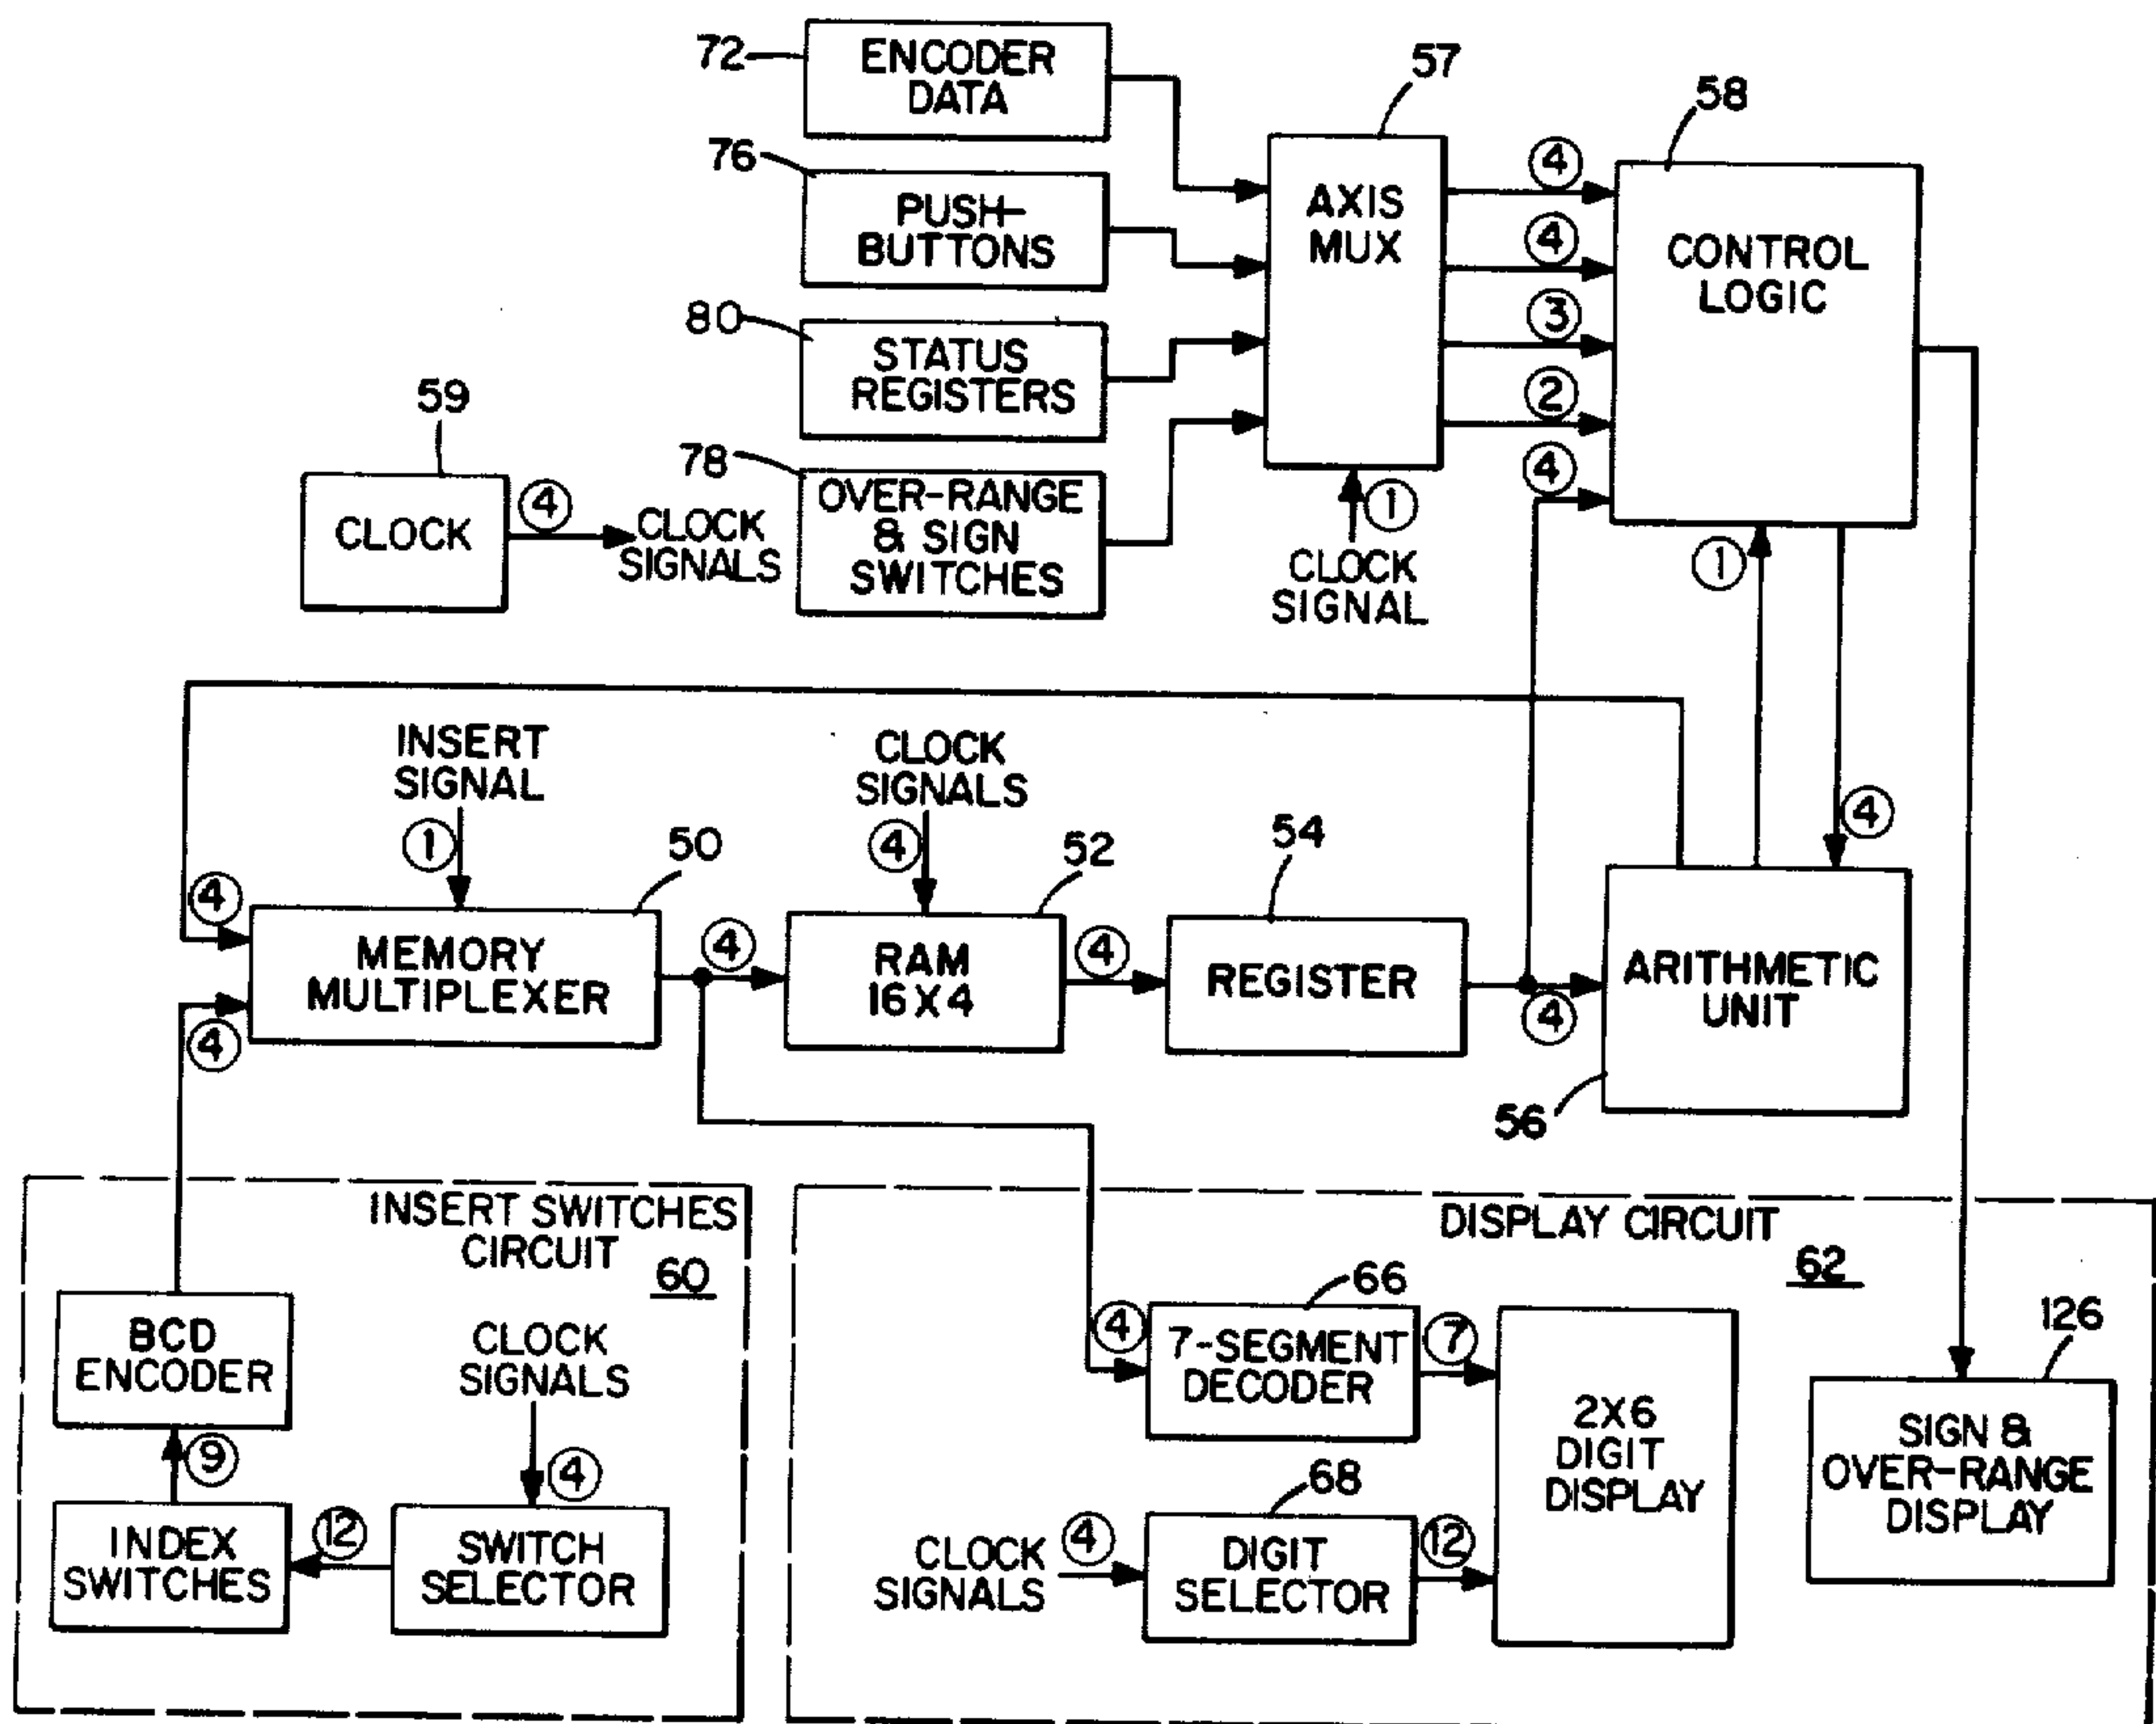 72
ENCODER
DATA
57
58
76
PUSH-
BUTTONS
AXIS
MUX
4
4
3
2
4
CONTROL
LOGIC
80
STATUS
REGISTERS
59
CLOCK
4
CLOCK
SIGNALS
78
OVER-RANGE
& SIGN
SWITCHES
1
CLOCK
SIGNAL
1
4
INSERT
SIGNAL
1
CLOCK
SIGNALS
4
50
52
54
4
4
MEMORY
MULTIPLEXER
4
RAM
16X4
4
REGISTER
4
ARITHMETIC
UNIT
56
INSERT SWITCHES
CIRCUIT
60
BCD
ENCODER
CLOCK
SIGNALS
9
4
INDEX
SWITCHES
12
SWITCH
SELECTOR
DISPLAY CIRCUIT
62
66
4
7-SEGMENT
DECODER
7
2X6
DIGIT
DISPLAY
126
SIGN &
OVER-RANGE
DISPLAY
68
CLOCK
SIGNALS
4
DIGIT
SELECTOR
12